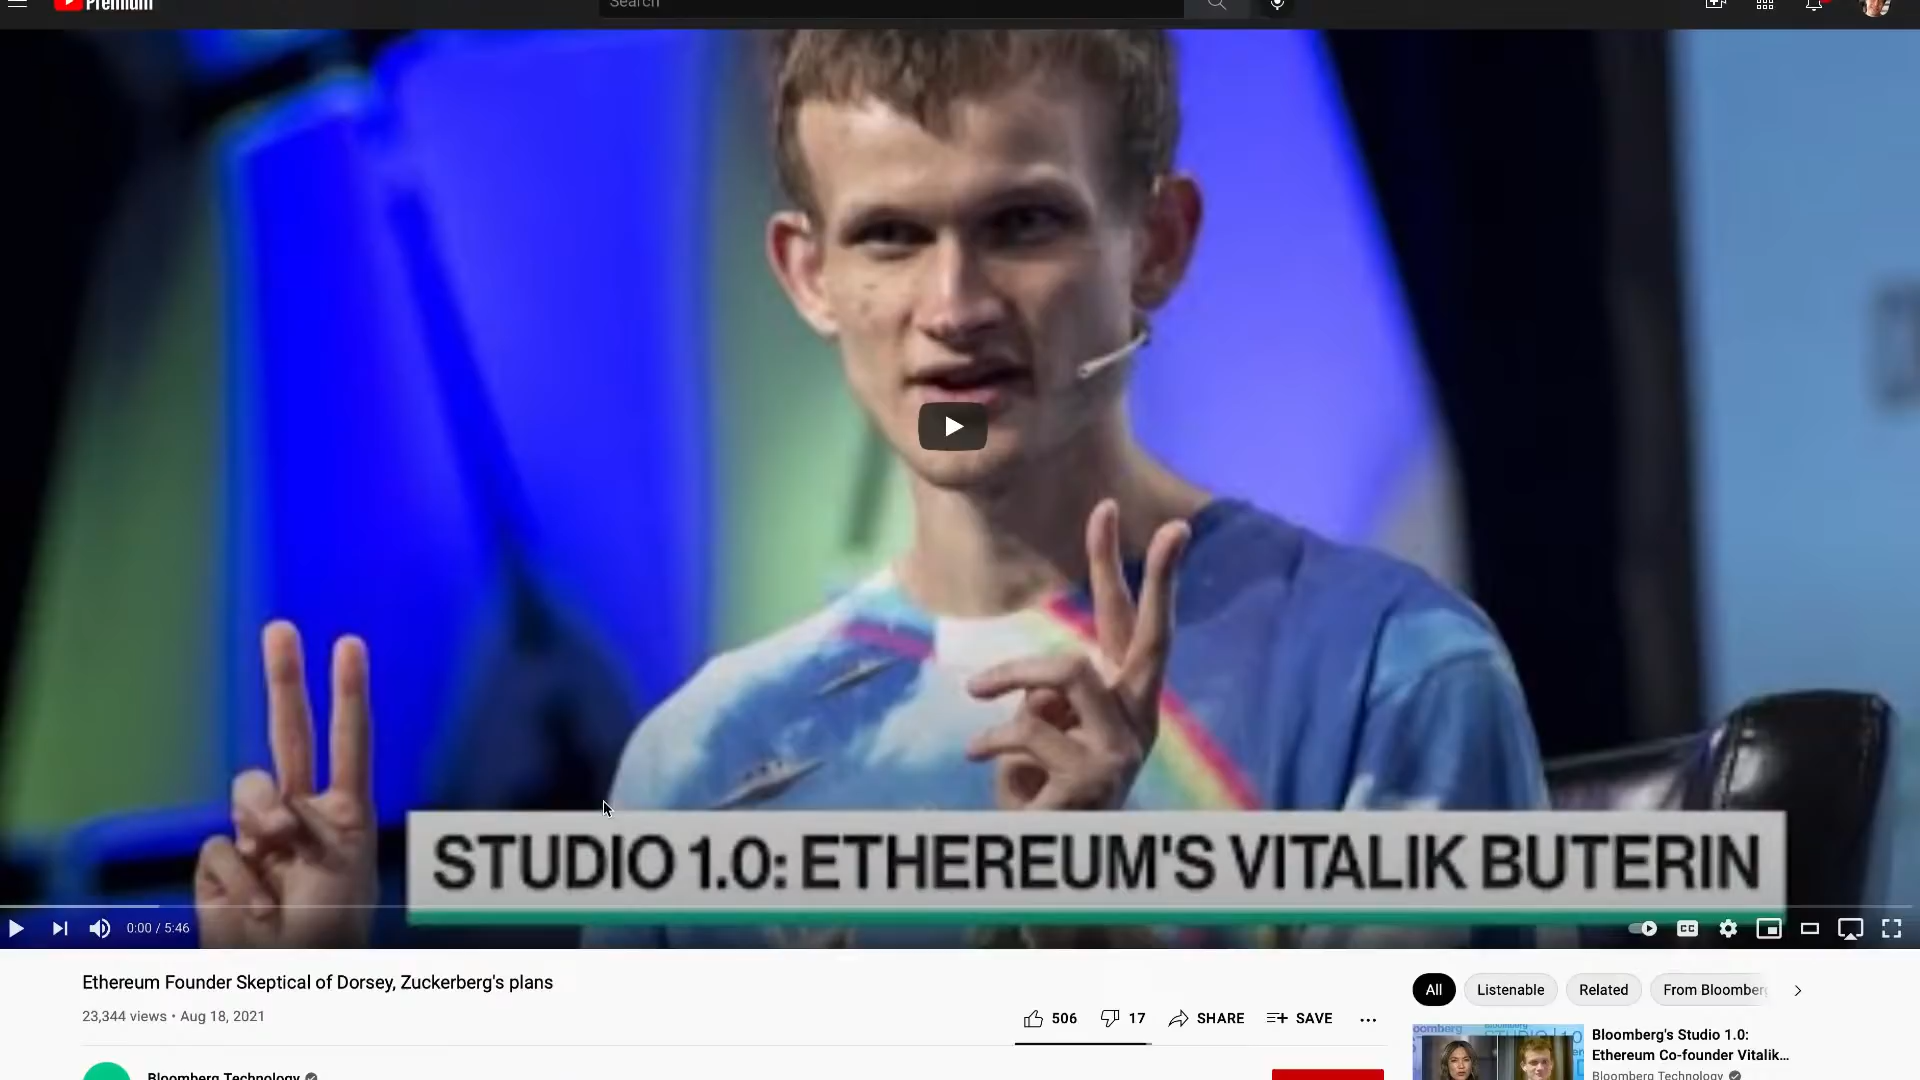 Premium
Search
STUDIO 1.0: ETHEREUM'S VITALIK BUTERIN
0:00 / 5:46
CC
Ethereum Founder Skeptical of Dorsey, Zuckerberg's plans
23,344 views • Aug 18, 2021
506
17
SHARE
SAVE
All
Listenable
Related
From Bloomberg
Bloomberg's Studio 1.0:
Ethereum Co-founder Vitalik...
Bloomberg Technology
Bloomberg Technology